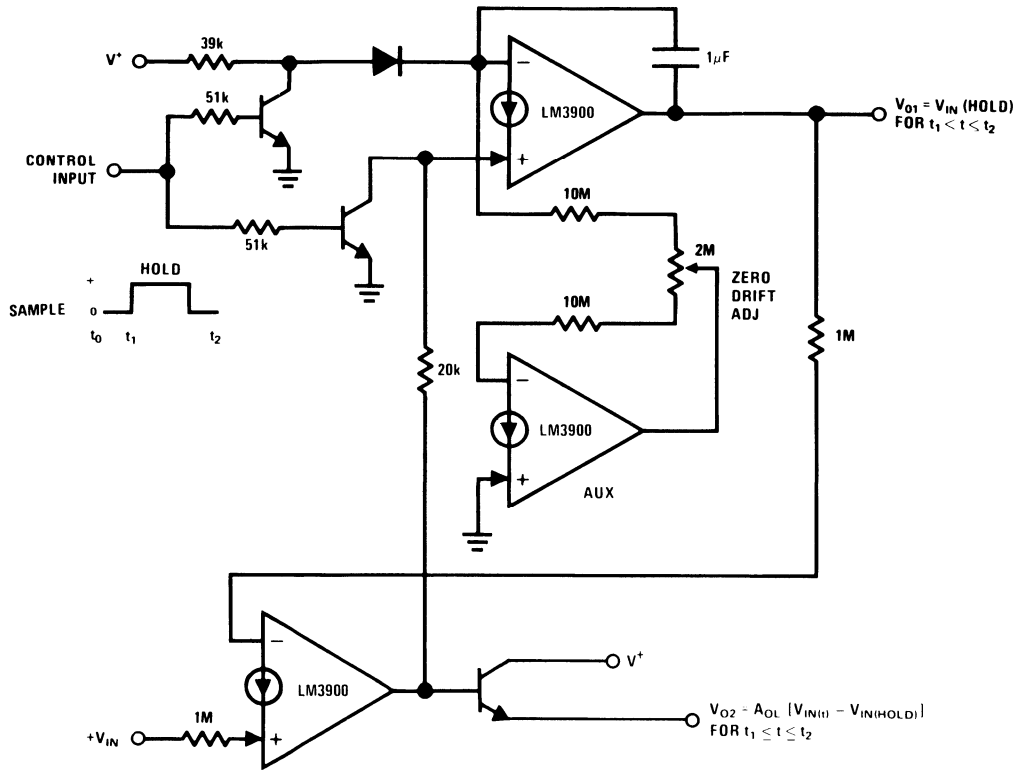 39k
V+
1µF
51k
LM3900
V01 = VIN (HOLD)
FOR t1 < t < t2
CONTROL
INPUT
+
10M
51k
2M
ZERO
DRIFT
ADJ
HOLD
+
SAMPLE 0
t0 t1 t2
10M
1M
20k
LM3900
+
AUX
LM3900
V+
1M
+VIN
+
VO2 = AOL [VIN(t) – VIN(HOLD)]
FOR t1 ≤ t ≤ t2